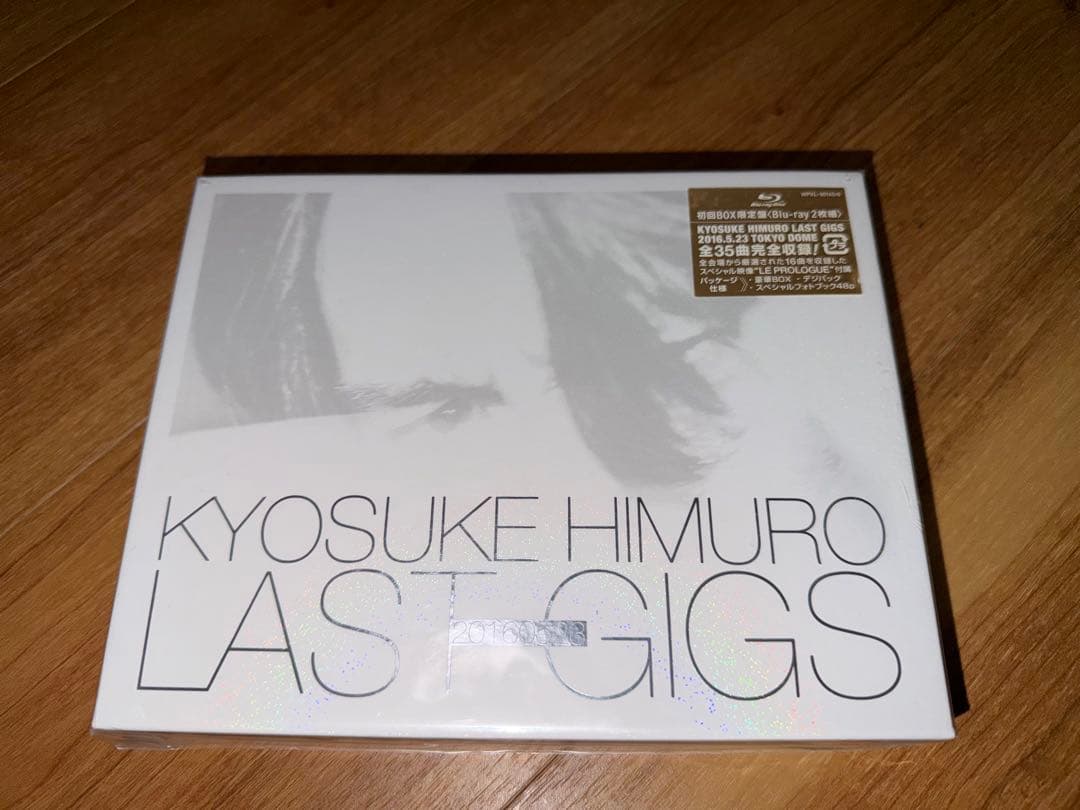 初回BOX限定盤〈Blu-ray 2枚組〉
KYOSUKE HIMURO LAST GIGS
2016.5.23 TOKYO DOME
全35曲完全収録!
全会場から厳選された16曲を収録した
スペシャル映像"LE PROLOGUE"付属
パッケージ仕様 》・豪華BOX ・デジパック
・スペシャルフォトブック48p
KYOSUKE HIMURO
LAST GIGS
20160523